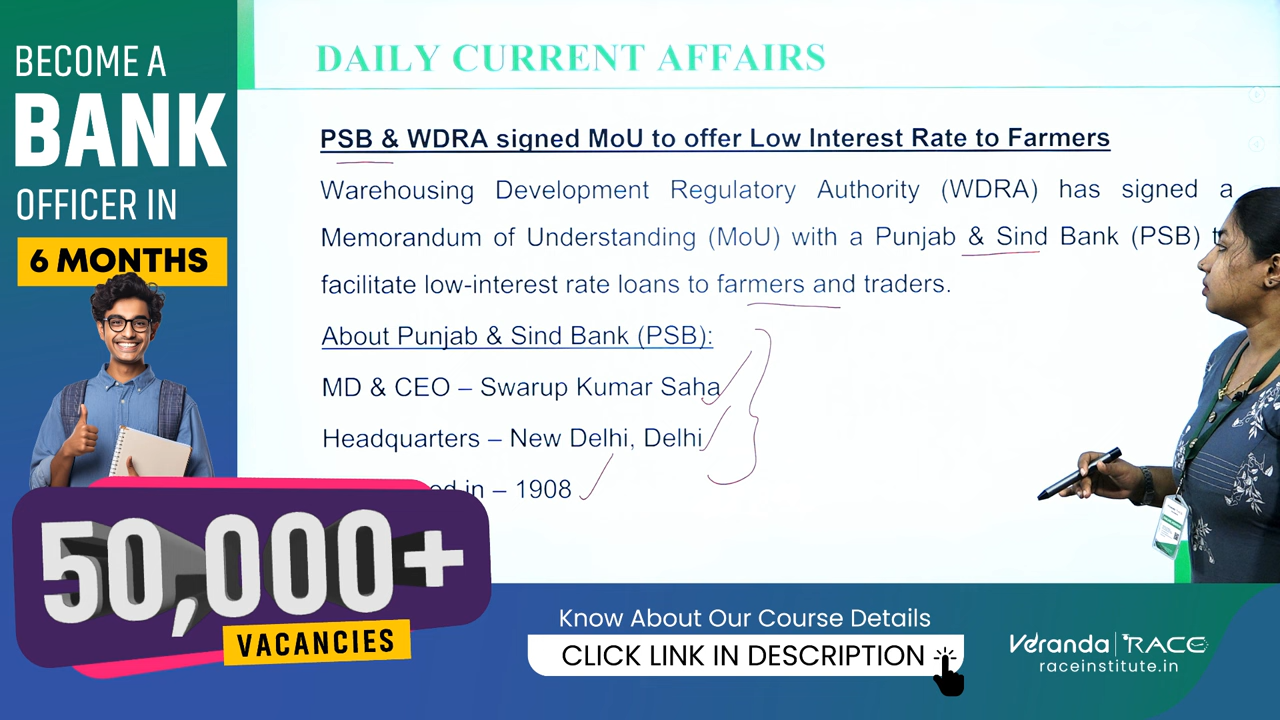 BECOME A
BANK
OFFICER IN
6 MONTHS
DAILY CURRENT AFFAIRS
PSB & WDRA signed MoU to offer Low Interest Rate to Farmers
Warehousing Development Regulatory Authority (WDRA) has signed a
Memorandum of Understanding (MoU) with a Punjab & Sind Bank (PSB)
facilitate low-interest rate loans to farmers and traders.
About Punjab & Sind Bank (PSB):
MD & CEO – Swarup Kumar Saha
Headquarters – New Delhi, Delhi
in – 1908
50,000+
VACANCIES
Know About Our Course Details
CLICK LINK IN DESCRIPTION
Veranda | RACE
raceinstitute.in